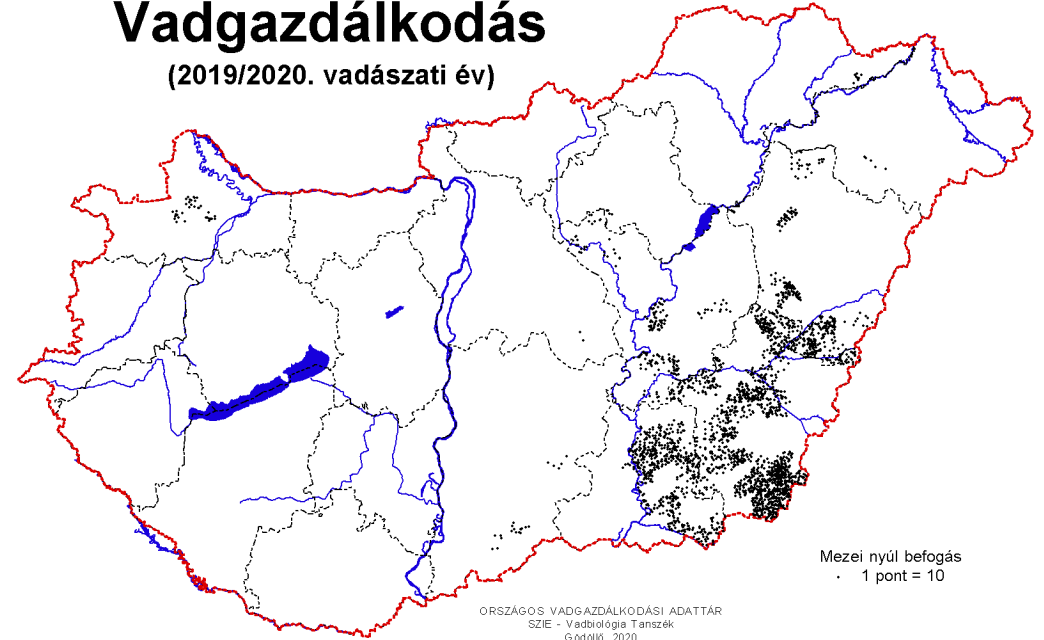 Vadgazdálkodás
(2019/2020. vadászati év)
Mezei nyúl befogás
1 pont = 10
ORSZÁGOS VADGAZDÁLKODÁSI ADATTÁR
SZIE - Vadbiológia Tanszék
Gödöllő, 2020